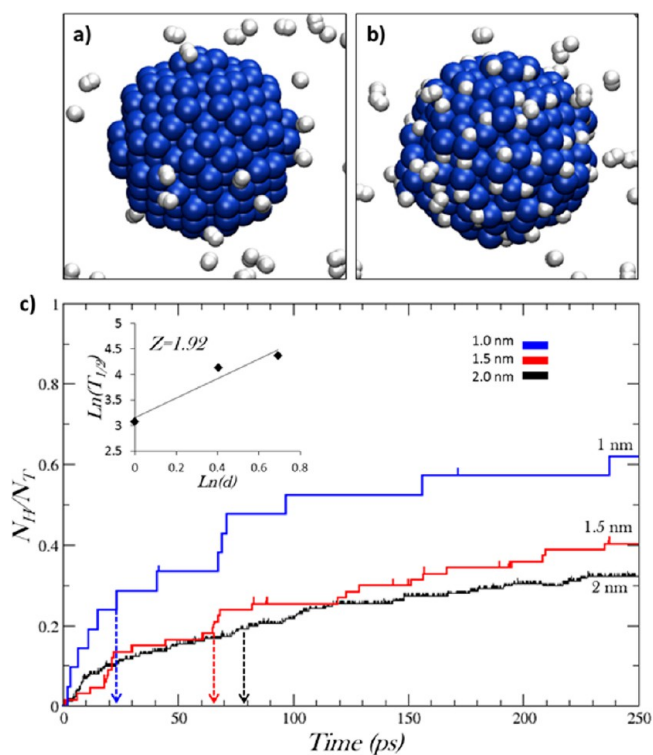 a)
b)
c)
1
0.8
0.6
0.4
0.2
0
N_H/N_T
5
4.5
4
3.5
3
2.5
Ln(T_{1/2})
Z=1.92
0
0.2
0.4
0.6
0.8
Ln(d)
1.0 nm
1.5 nm
2.0 nm
1 nm
1.5 nm
2 nm
0
50
100
150
200
250
Time (ps)